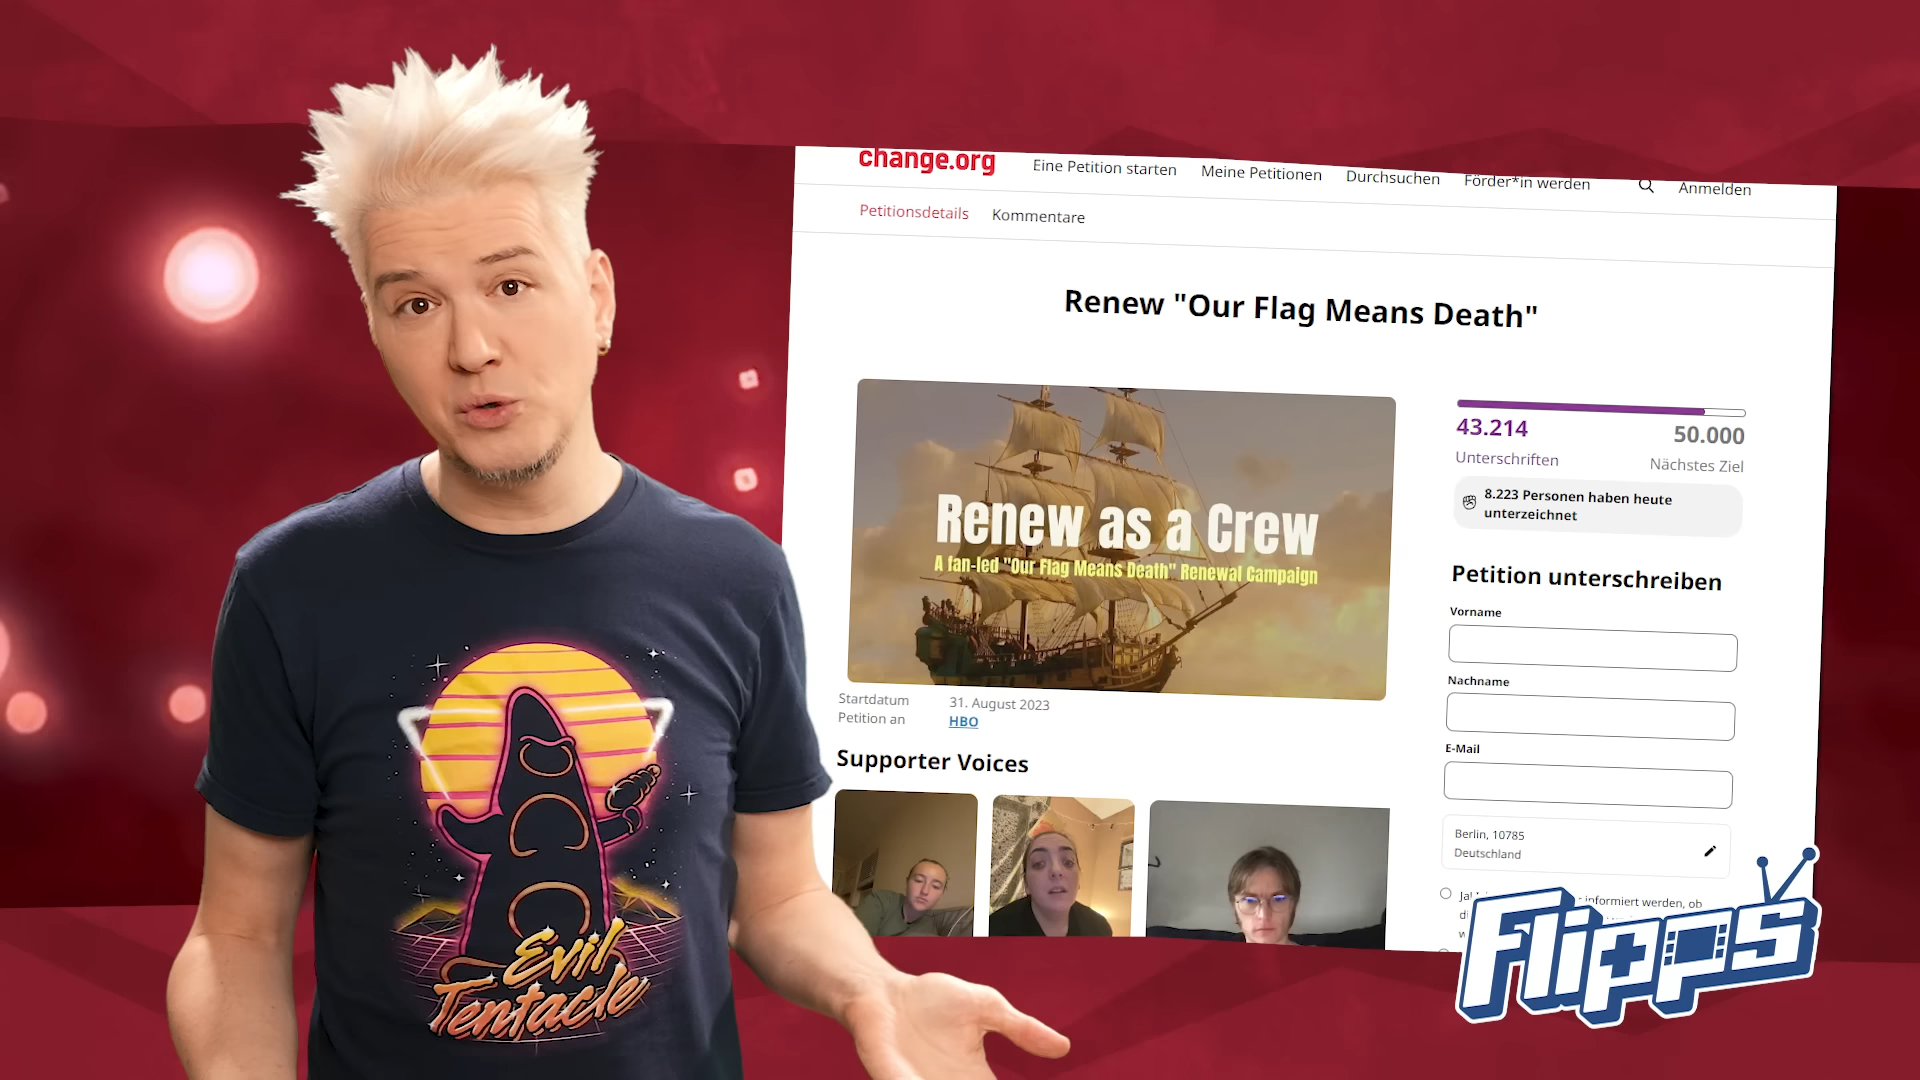 change.org
Eine Petition starten
Meine Petitionen
Durchsuchen
Förder*in werden
Anmelden
Petitionsdetails
Kommentare
Renew "Our Flag Means Death"
Renew as a Crew
A fan-led "Our Flag Means Death" Renewal Campaign
43.214
50.000
Unterschriften
Nächstes Ziel
8.223 Personen haben heute
unterzeichnet
Petition unterschreiben
Vorname
Nachname
E-Mail
Berlin, 10785
Deutschland
informiert werden, ob
Startdatum
31. August 2023
Petition an
HBO
Supporter Voices
Evil
Tentacle
Flipps